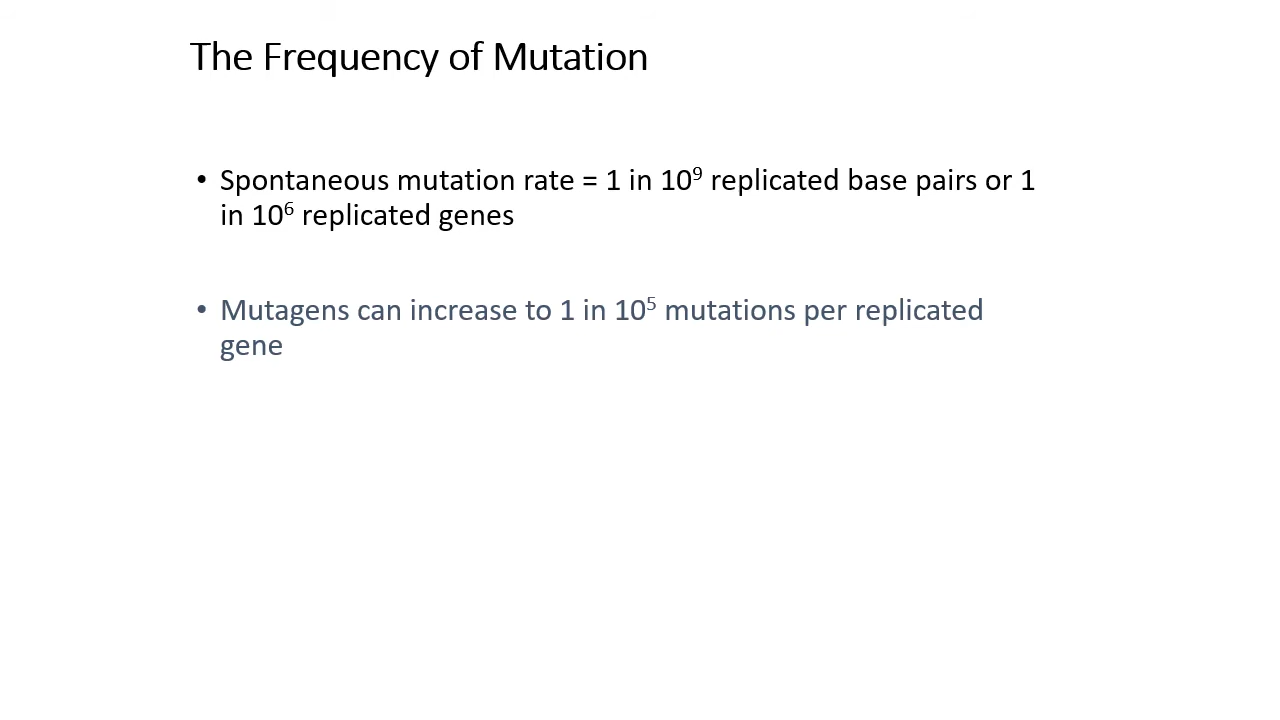 The Frequency of Mutation
• Spontaneous mutation rate = 1 in 10⁹ replicated base pairs or 1
in 10⁶ replicated genes
• Mutagens can increase to 1 in 10⁵ mutations per replicated
gene